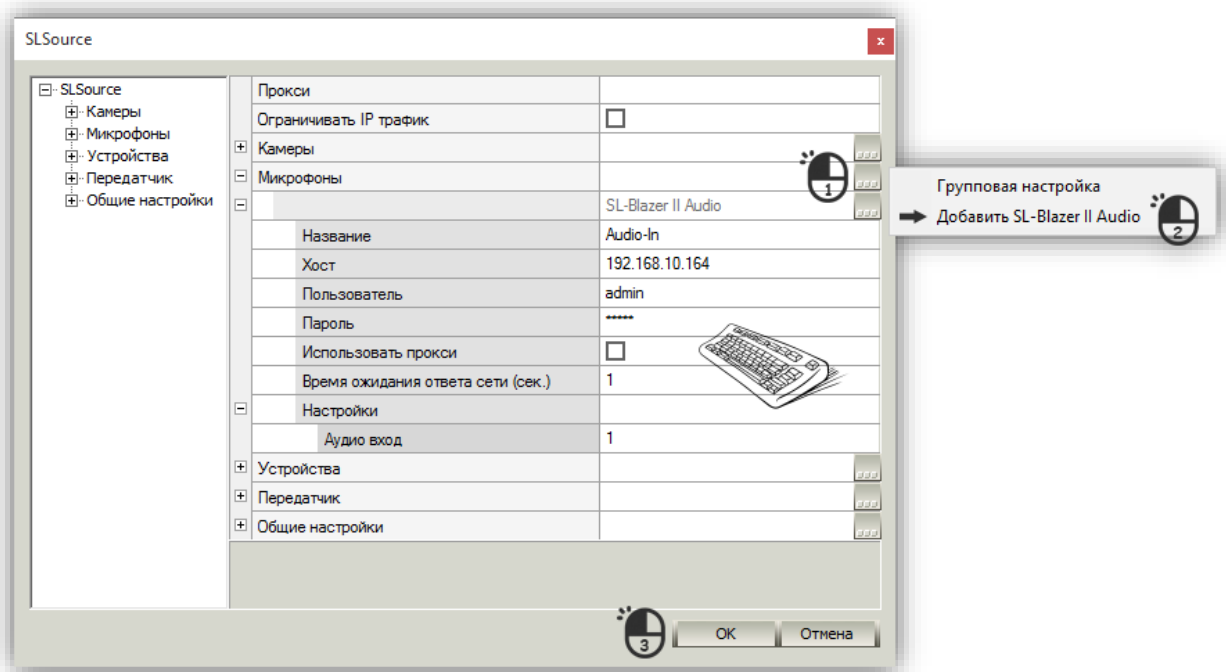 SLSource
x
SLSource
Камеры
Микрофоны
Устройства
Передатчик
Общие настройки
Прокси
Ограничивать IP трафик
Камеры
Микрофоны
SL-Blazer II Audio
Название Audio-In
Хост 192.168.10.164
Пользователь admin
Пароль *****
Использовать прокси
Время ожидания ответа сети (сек.) 1
Настройки
Аудио вход 1
Устройства
Передатчик
Общие настройки
1
Групповая настройка
Добавить SL-Blazer II Audio
2
3
OK
Отмена